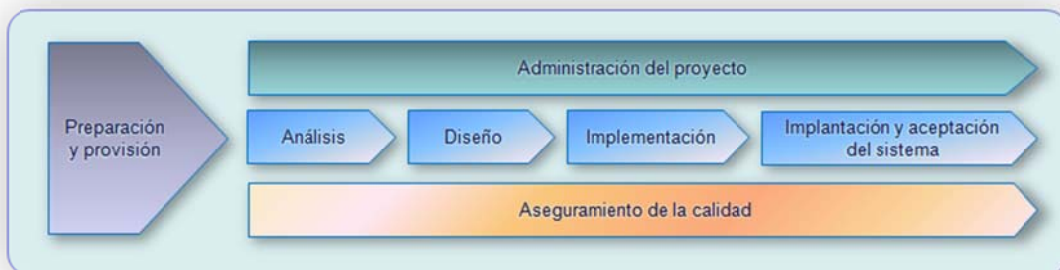 Preparación
y provisión
Administración del proyecto
Análisis
Diseño
Implementación
Implantación y aceptación
del sistema
Aseguramiento de la calidad